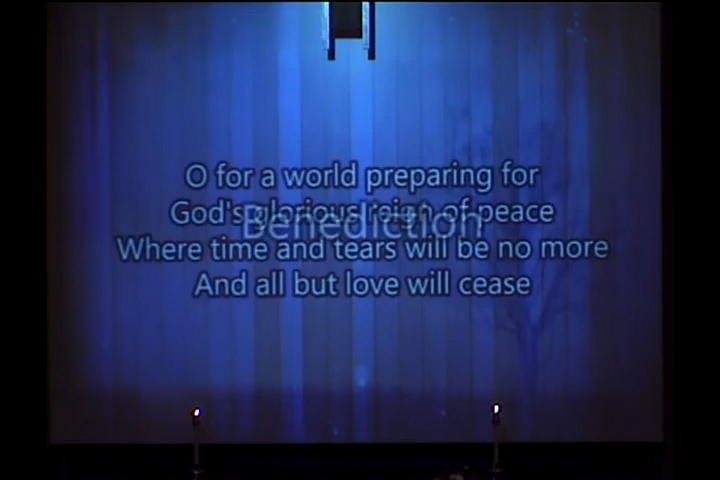 O for a world preparing for
God's glorious reign of peace
Benediction
Where time and tears will be no more
And all but love will cease